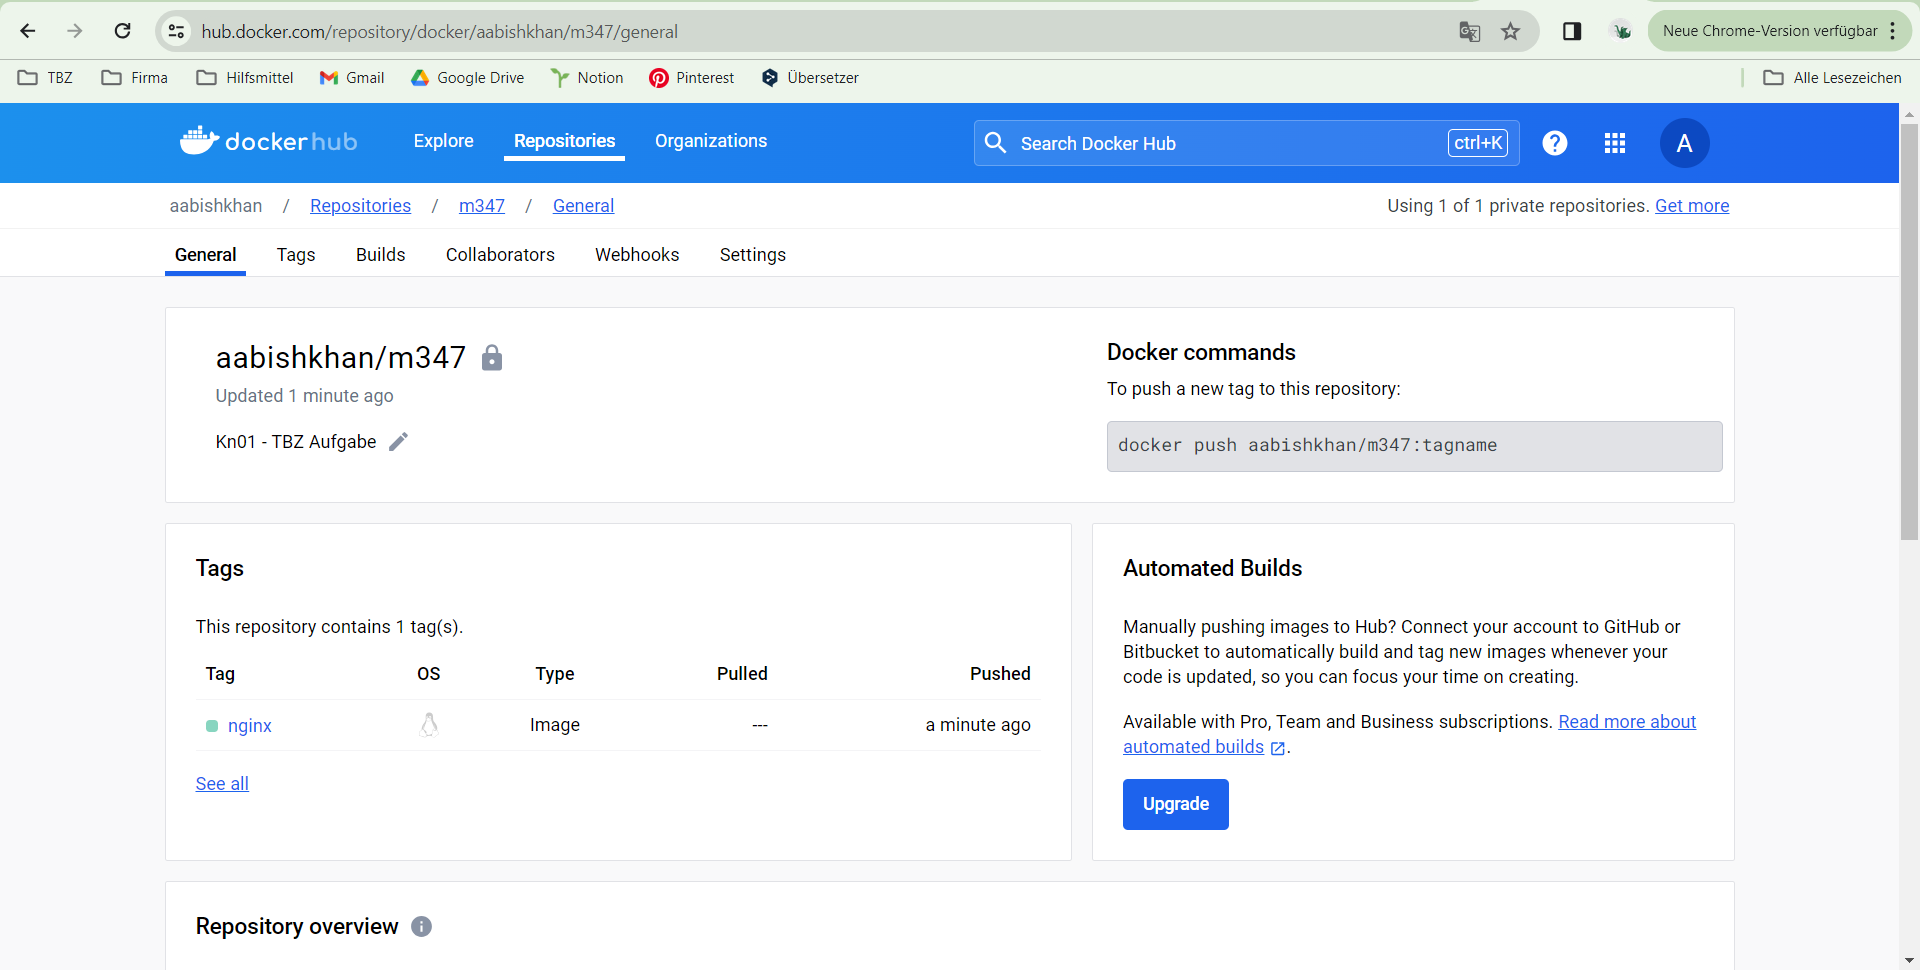 hub.docker.com/repository/docker/aabishkhan/m347/general
Neue Chrome-Version verfügbar
TBZ Firma Hilfsmittel Gmail Google Drive Notion Pinterest Übersetzer Alle Lesezeichen
dockerhub Explore Repositories Organizations Search Docker Hub ctrl+K ? A
aabishkhan / Repositories / m347 / General Using 1 of 1 private repositories. Get more
General Tags Builds Collaborators Webhooks Settings
aabishkhan/m347
Updated 1 minute ago
Kn01 - TBZ Aufgabe
Docker commands
To push a new tag to this repository:
docker push aabishkhan/m347:tagname
Tags
This repository contains 1 tag(s).
Tag OS Type Pulled Pushed
nginx Image --- a minute ago
See all
Automated Builds
Manually pushing images to Hub? Connect your account to GitHub or
Bitbucket to automatically build and tag new images whenever your
code is updated, so you can focus your time on creating.
Available with Pro, Team and Business subscriptions. Read more about
automated builds .
Upgrade
Repository overview i